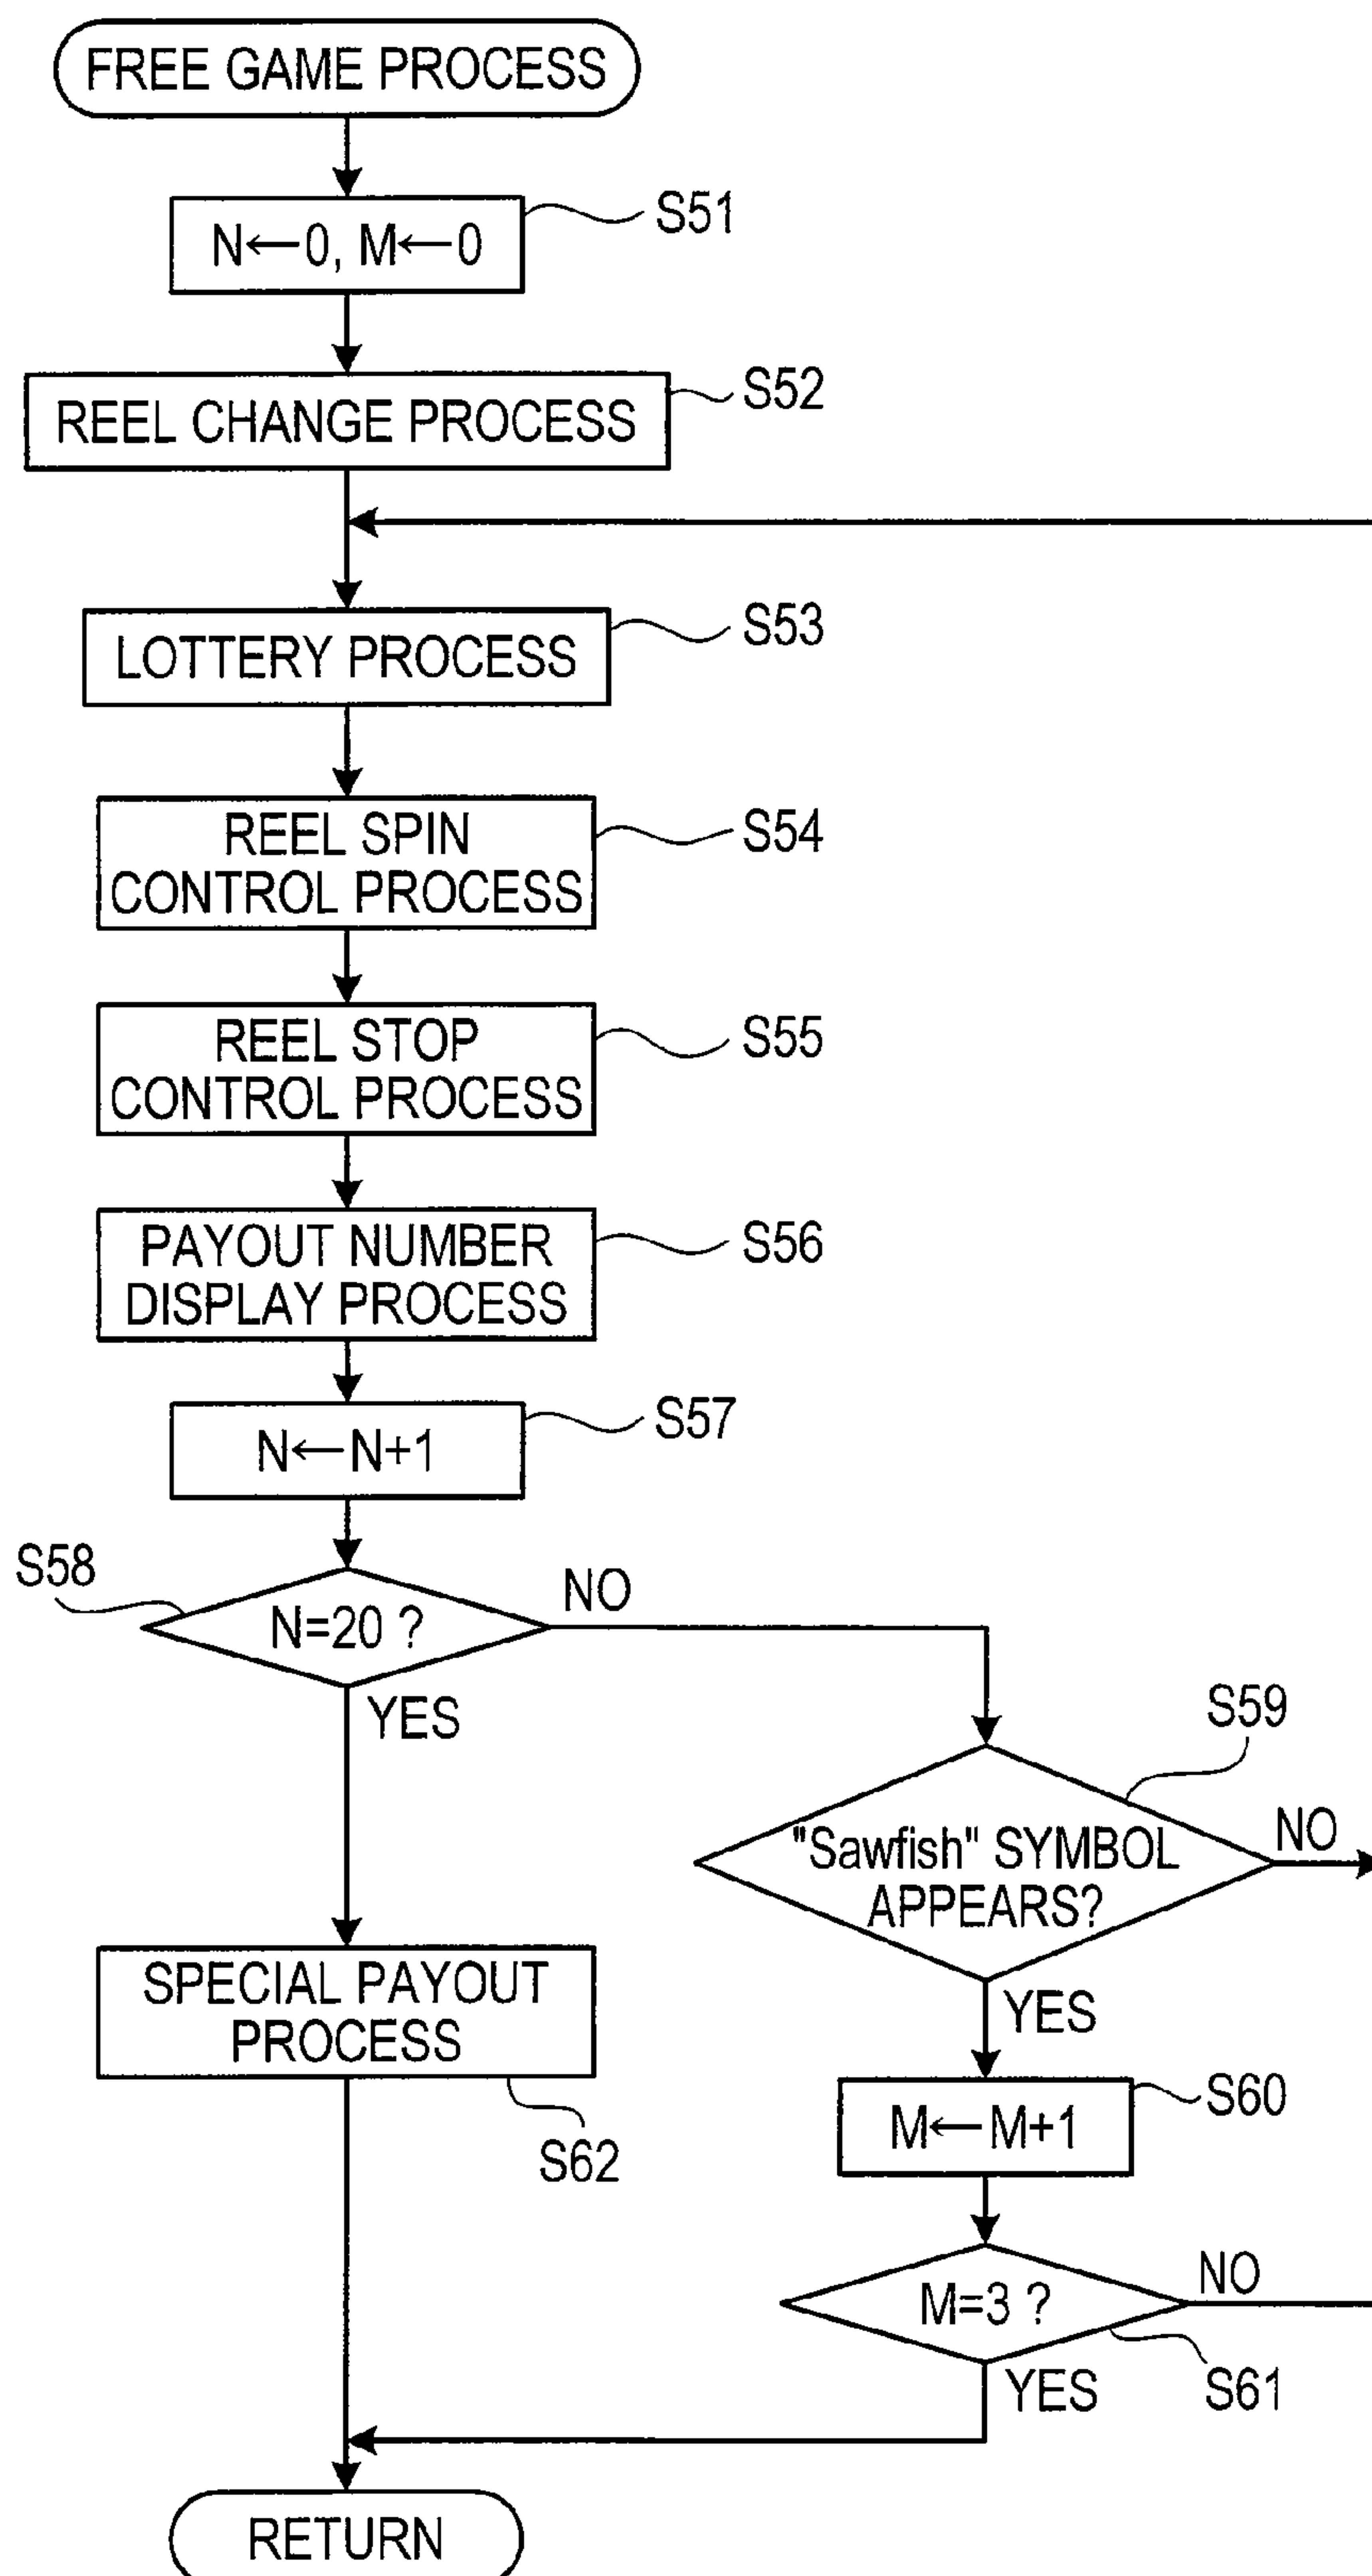 FREE GAME PROCESS
N←0, M←0
S51
REEL CHANGE PROCESS
S52
LOTTERY PROCESS
S53
REEL SPIN
CONTROL PROCESS
S54
REEL STOP
CONTROL PROCESS
S55
PAYOUT NUMBER
DISPLAY PROCESS
S56
N←N+1
S57
S58
N=20 ?
NO
YES
S59
"Sawfish" SYMBOL
APPEARS?
NO
YES
SPECIAL PAYOUT
PROCESS
S62
M←M+1
S60
M=3 ?
NO
S61
YES
RETURN